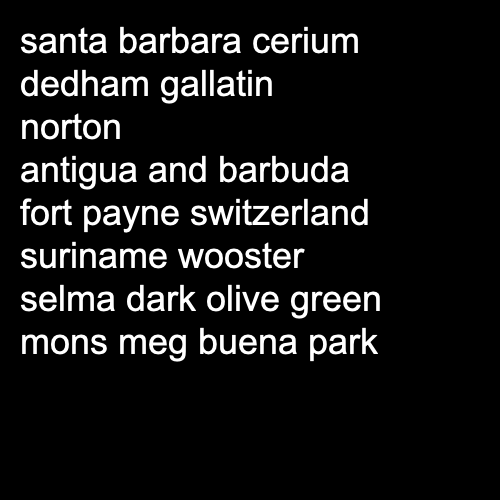 santa barbara cerium
dedham gallatin
norton
antigua and barbuda
fort payne switzerland
suriname wooster
selma dark olive green
mons meg buena park